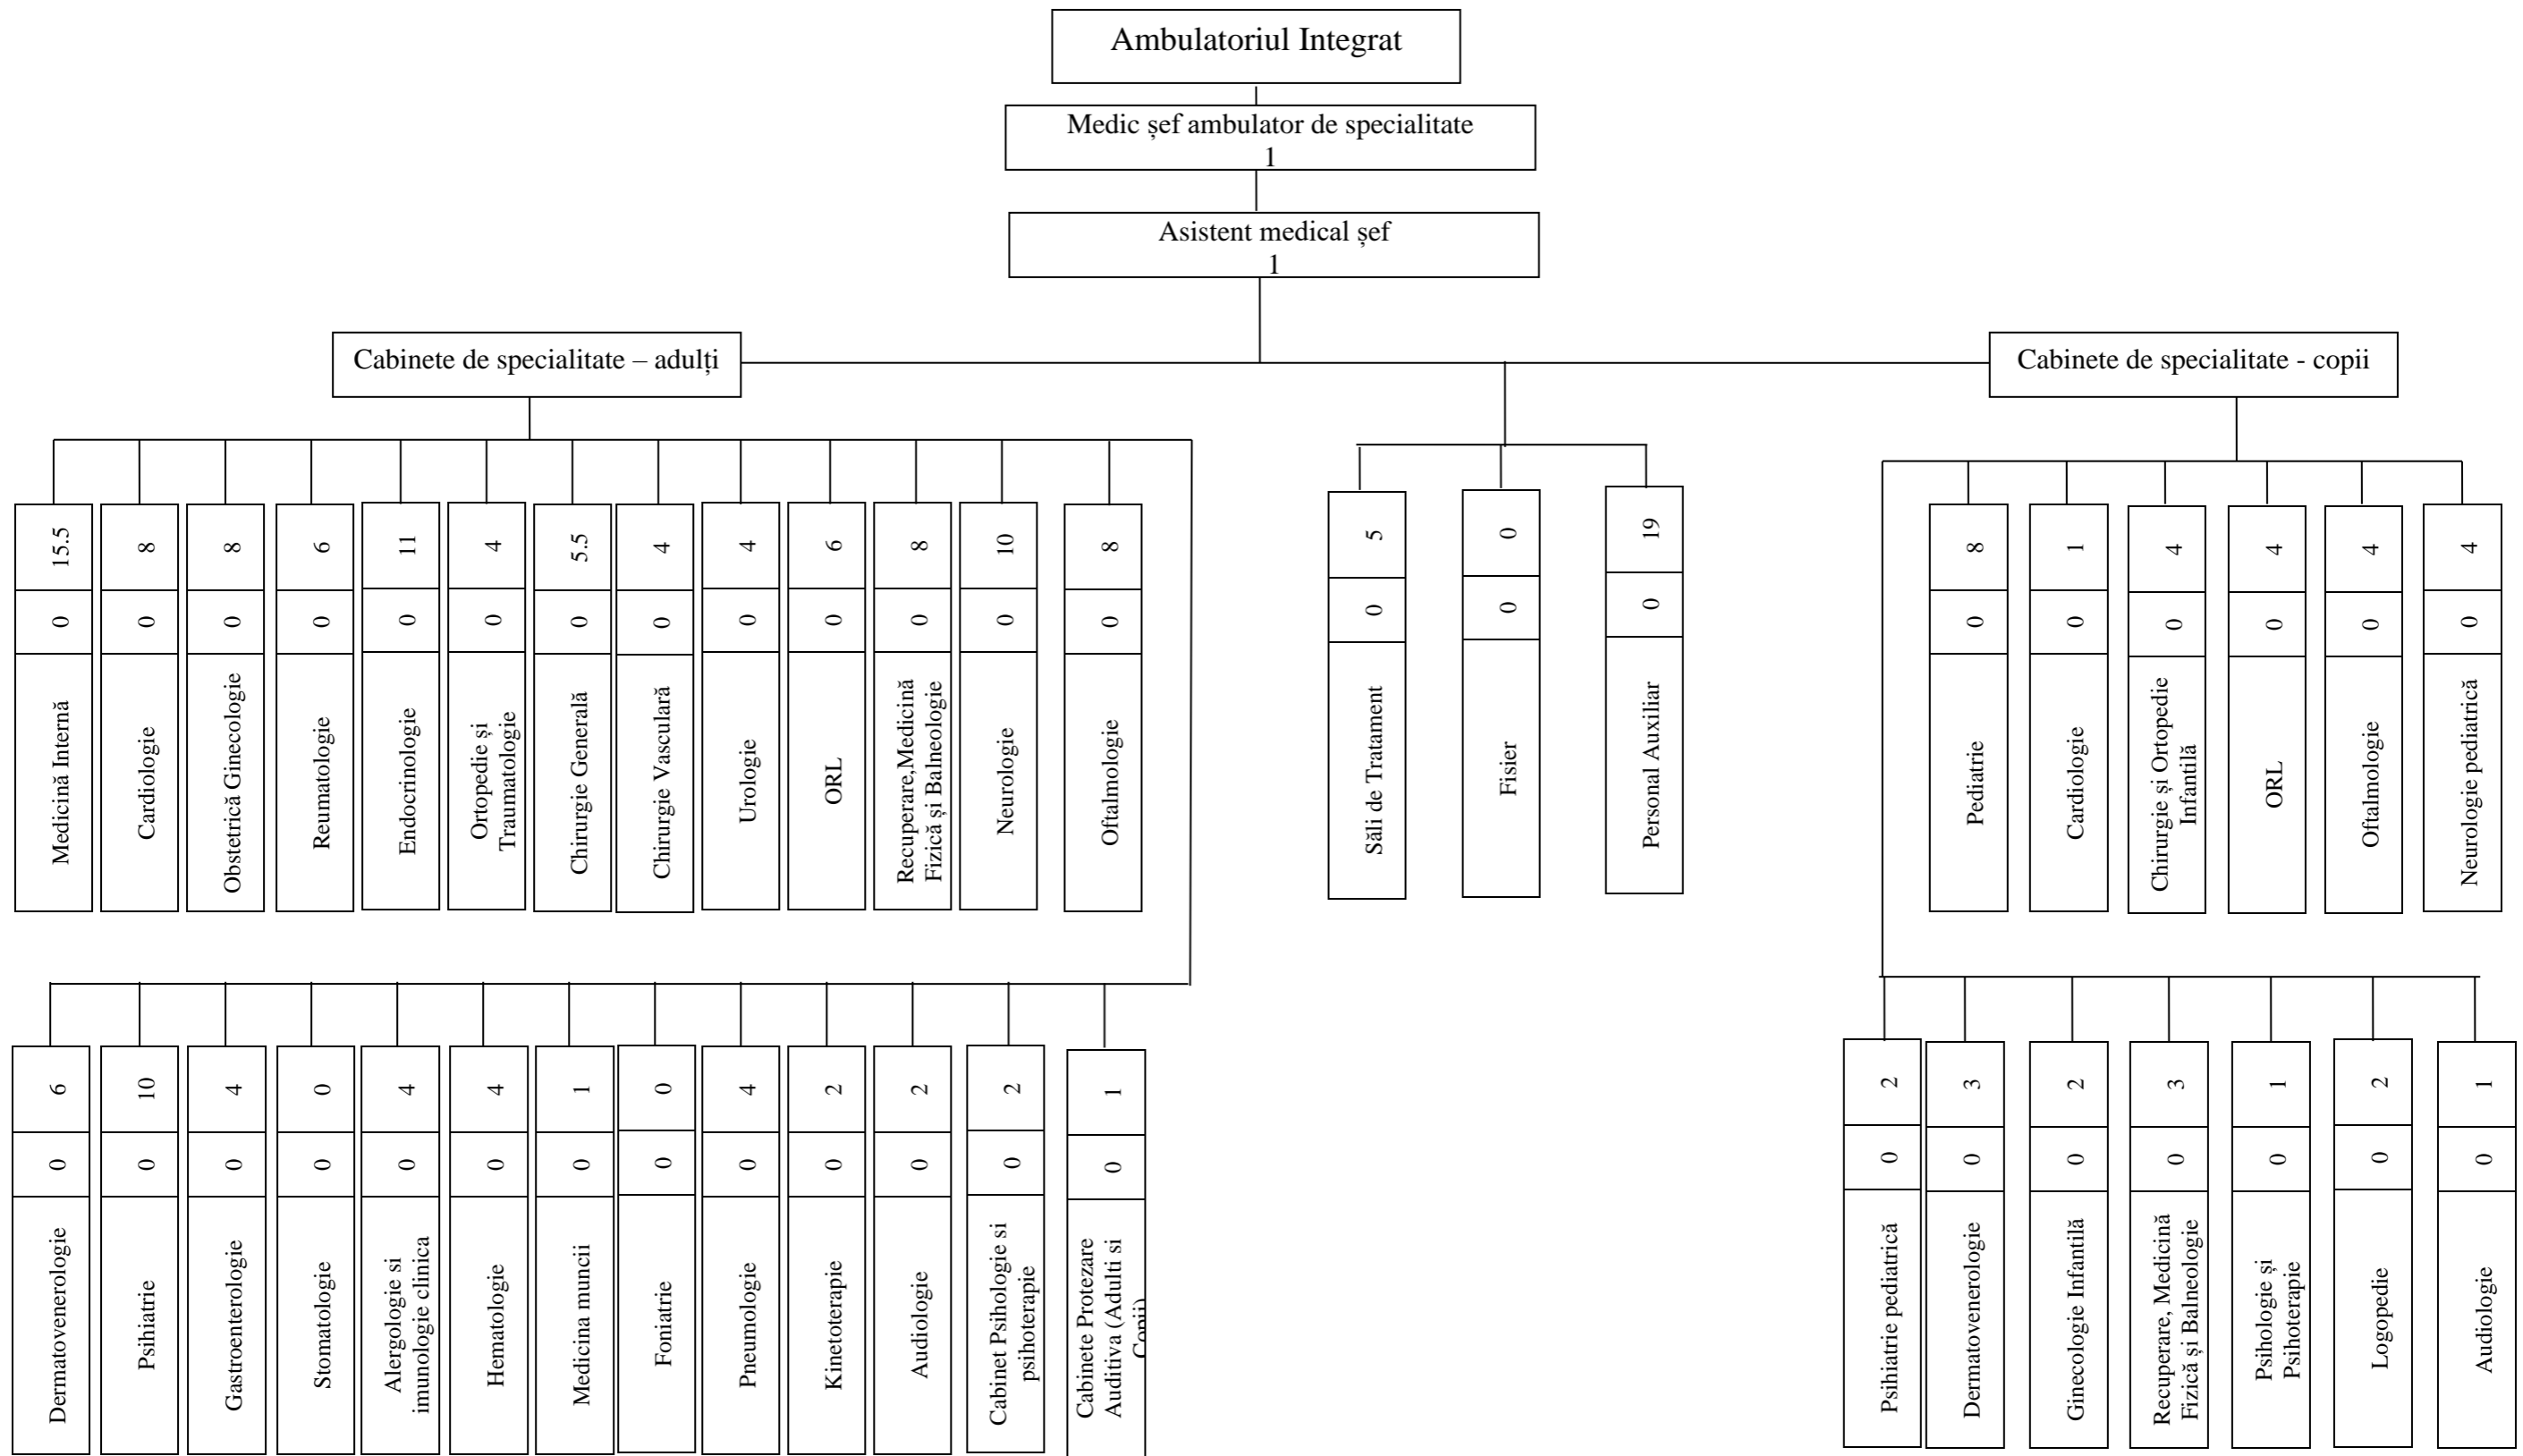 Ambulatoriul Integrat
Medic șef ambulator de specialitate
1
Asistent medical șef
1
Cabinete de specialitate – adulți
Cabinete de specialitate - copii
15.5
0
Medicină Internă
8
0
Cardiologie
8
0
Obstetrică Ginecologie
6
0
Reumatologie
11
0
Endocrinologie
4
0
Ortopedie și
Traumatologie
5.5
0
Chirurgie Generală
4
0
Chirurgie Vasculară
4
0
Urologie
6
0
ORL
8
0
Recuperare,Medicină
Fizică și Balneologie
10
0
Neurologie
8
0
Oftalmologie
5
0
Săli de Tratament
0
0
Fisier
19
0
Personal Auxiliar
8
0
Pediatrie
1
0
Cardiologie
4
0
Chirurgie și Ortopedie
Infantilă
4
0
ORL
4
0
Oftalmologie
4
0
Neurologie pediatrică
6
0
Dermatovenerologie
10
0
Psihiatrie
4
0
Gastroenterologie
0
0
Stomatologie
4
0
Alergologie si
imunologie clinica
4
0
Hematologie
1
0
Medicina muncii
0
0
Foniatrie
4
0
Pneumologie
2
0
Kinetoterapie
2
0
Audiologie
2
0
Cabinet Psihologie si
psihoterapie
1
0
Cabinete Protezare
Auditiva (Adulti si
Copii)
2
0
Psihiatrie pediatrică
3
0
Dermatovenerologie
2
0
Ginecologie Infantilă
3
0
Recuperare, Medicină
Fizică și Balneologie
1
0
Psihologie și
Psihoterapie
2
0
Logopedie
1
0
Audiologie